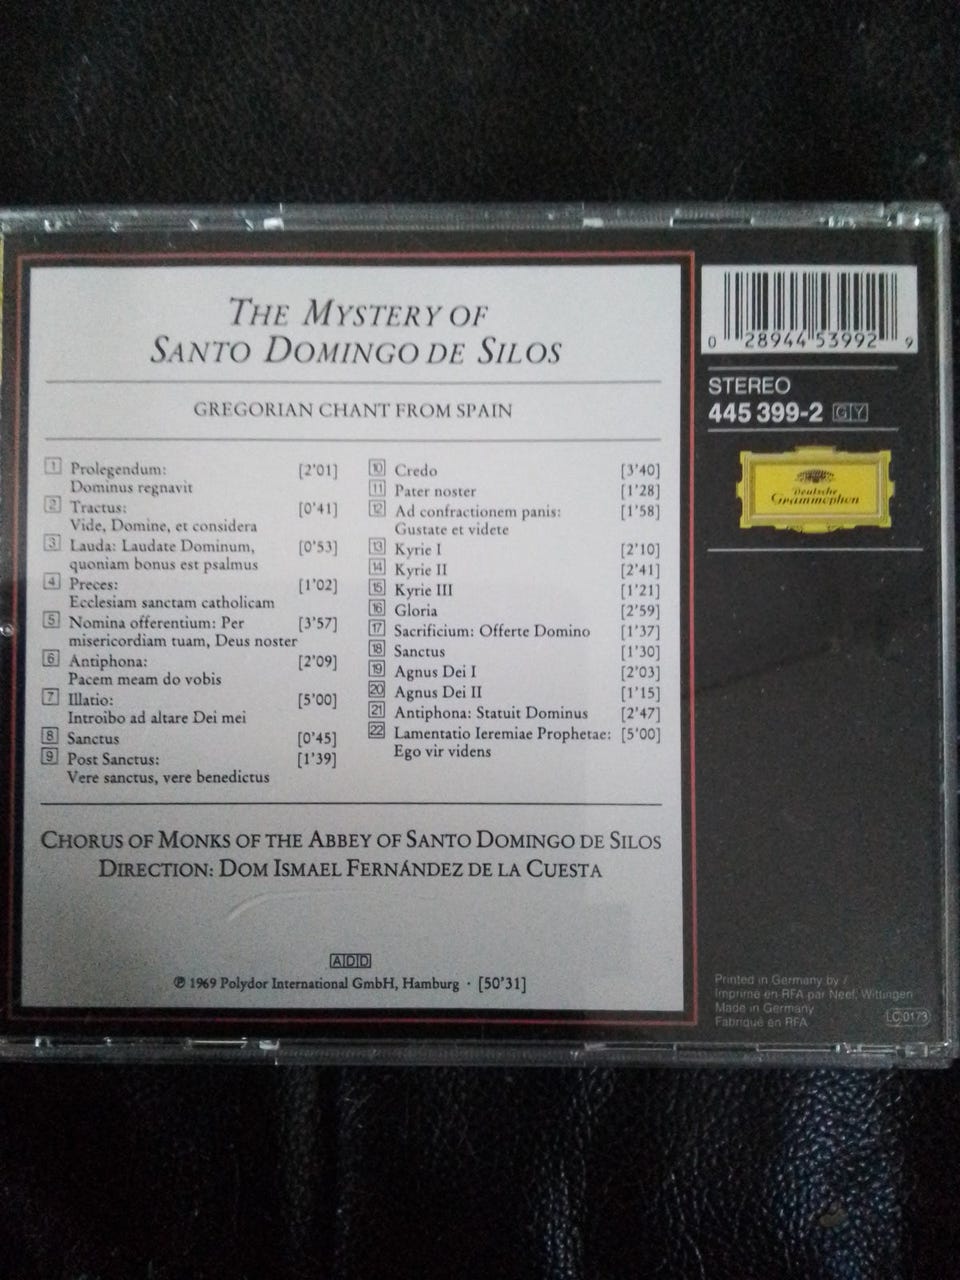 THE MYSTERY OF
SANTO DOMINGO DE SILOS
GREGORIAN CHANT FROM SPAIN
1 Prolegendum: [2'01]
Dominus regnavit
2 Tractus: [0'41]
Vide, Domine, et considera
3 Lauda: Laudate Dominum, [0'53]
quoniam bonus est psalmus
4 Preces: [1'02]
Ecclesiam sanctam catholicam
5 Nomina offerentium: Per [3'57]
misericordiam tuam, Deus noster
6 Antiphona: [2'09]
Pacem meam do vobis
7 Illatio: [5'00]
Introibo ad altare Dei mei
8 Sanctus [0'45]
9 Post Sanctus: [1'39]
Vere sanctus, vere benedictus
10 Credo [3'40]
11 Pater noster [1'28]
12 Ad confractionem panis: [1'58]
Gustate et videte
13 Kyrie I [2'10]
14 Kyrie II [2'41]
15 Kyrie III [1'21]
16 Gloria [2'59]
17 Sacrificium: Offerte Domino [1'37]
18 Sanctus [1'30]
19 Agnus Dei I [2'03]
20 Agnus Dei II [1'15]
21 Antiphona: Statuit Dominus [2'47]
22 Lamentatio Ieremiae Prophetae: [5'00]
Ego vir videns
CHORUS OF MONKS OF THE ABBEY OF SANTO DOMINGO DE SILOS
DIRECTION: DOM ISMAEL FERNÁNDEZ DE LA CUESTA
ADD
℗ 1969 Polydor International GmbH, Hamburg · [50'31]
0 28944 53992 9
STEREO
445 399-2 GY
Deutsche
Grammophon
Printed in Germany by /
Imprimé en RFA par Neef, Wittingen
Made in Germany
Fabriqué en RFA
LC 0173